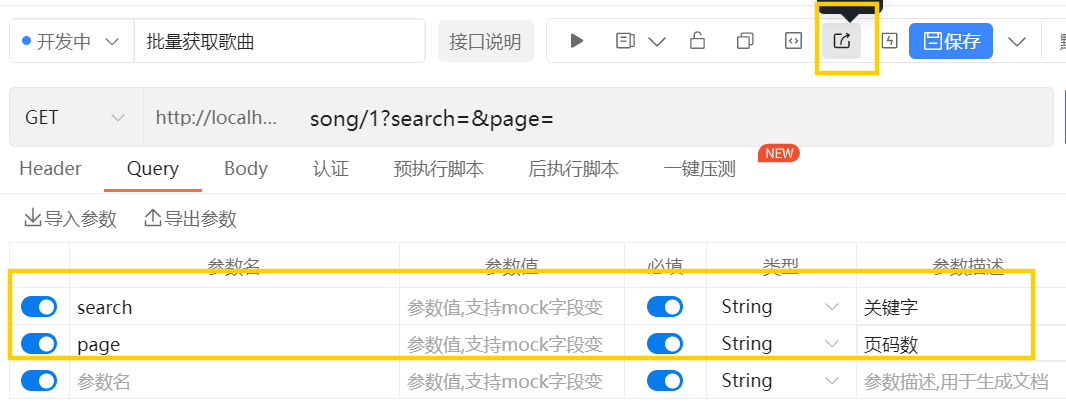 开发中 批量获取歌曲 接口说明 保存
GET http://localh... song/1?search=&page=
Header Query Body 认证 预执行脚本 后执行脚本 一键压测 NEW
导入参数 导出参数
参数名 参数值 必填 类型 参数描述
search 参数值,支持mock字段变 String 关键字
page 参数值,支持mock字段变 String 页码数
参数名 参数值,支持mock字段变 String 参数描述,用于生成文档